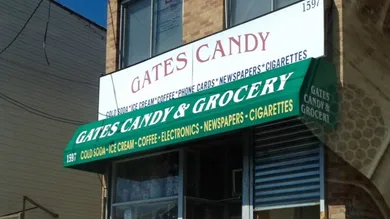 1597
GATES CANDY
COLD SODA•ICE CREAM•COFFEE•PHONE CARDS•NEWSPAPERS•CIGARETTES
GATES CANDY & GROCERY
1597 COLD SODA•ICE CREAM•COFFEE•ELECTRONICS•NEWSPAPERS•CIGARETTES
GATES
CANDY &
GROCERY